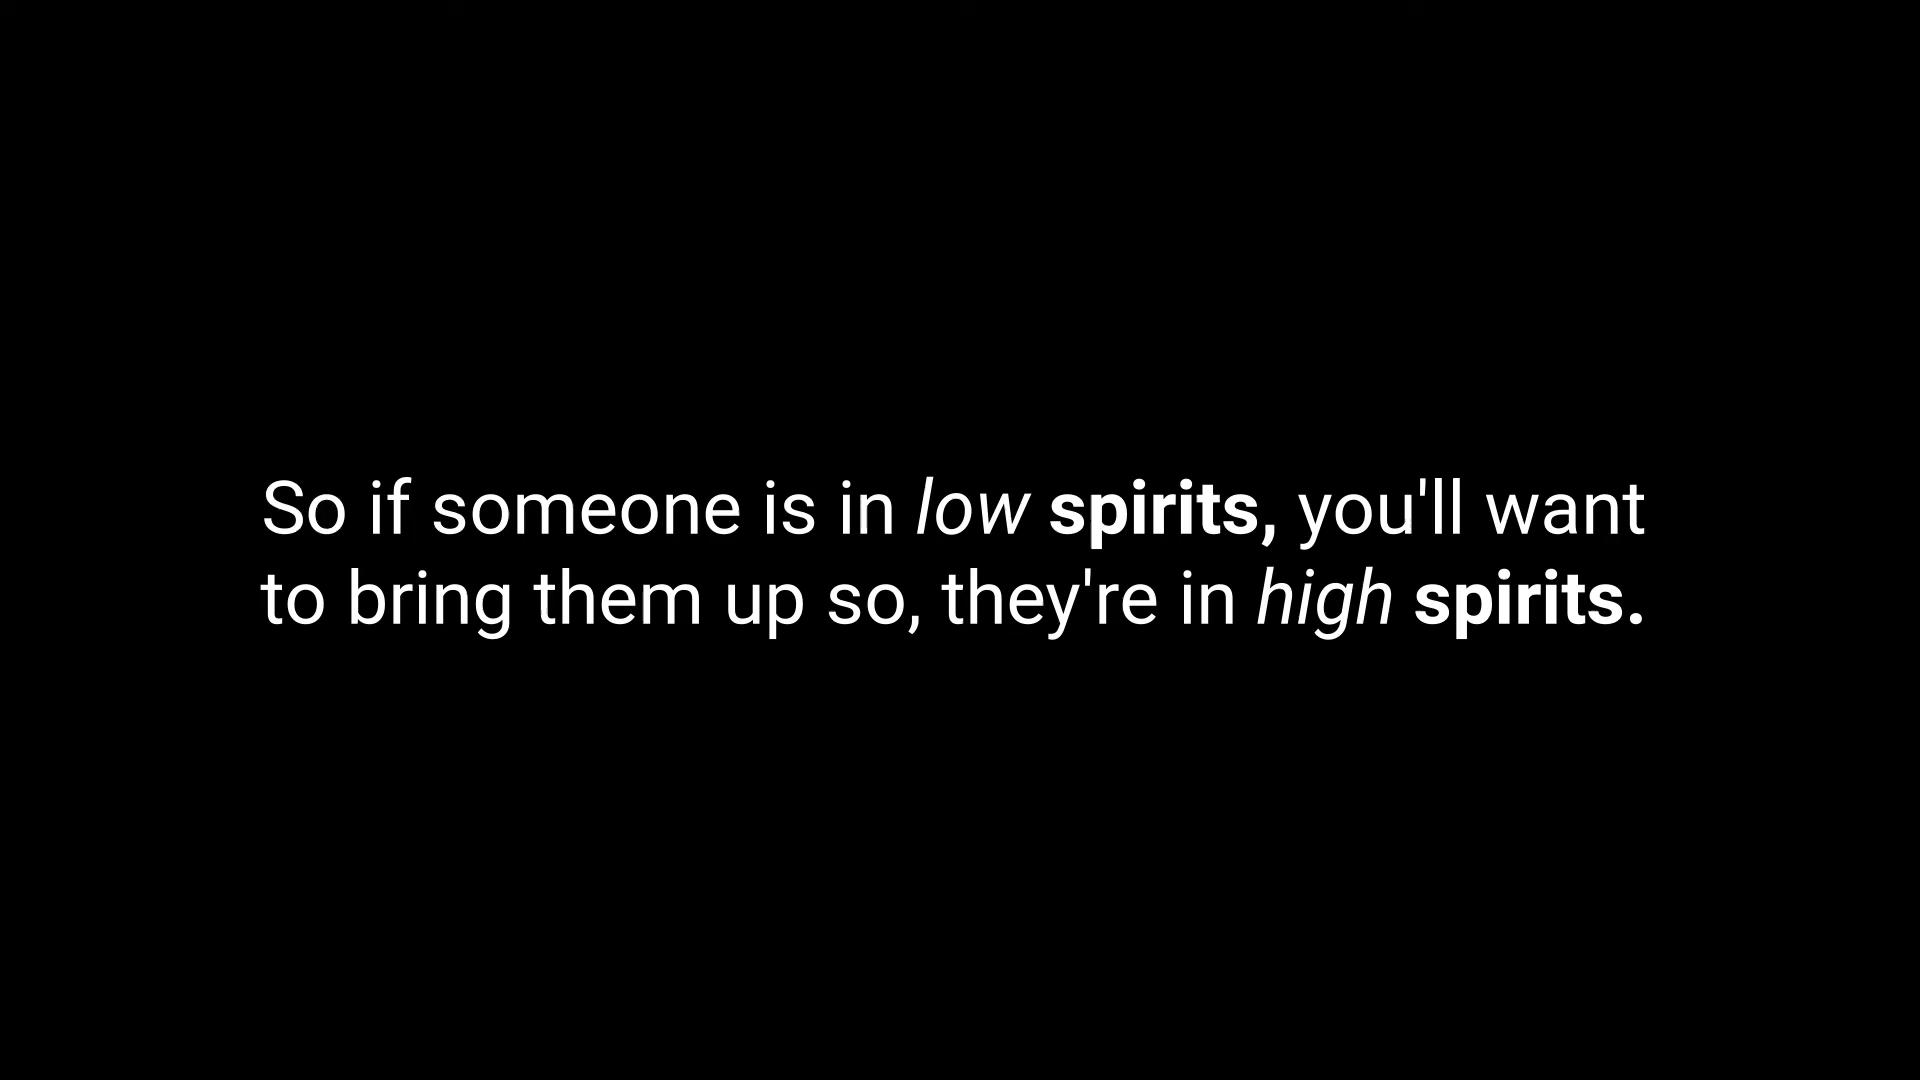 So if someone is in low spirits, you'll want
to bring them up so, they're in high spirits.